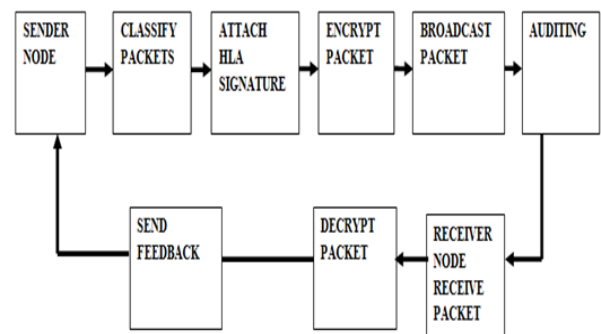 SENDER
NODE
CLASSIFY
PACKETS
ATTACH
HLA
SIGNATURE
ENCRYPT
PACKET
BROADCAST
PACKET
AUDITING
SEND
FEEDBACK
DECRYPT
PACKET
RECEIVER
NODE
RECEIVE
PACKET